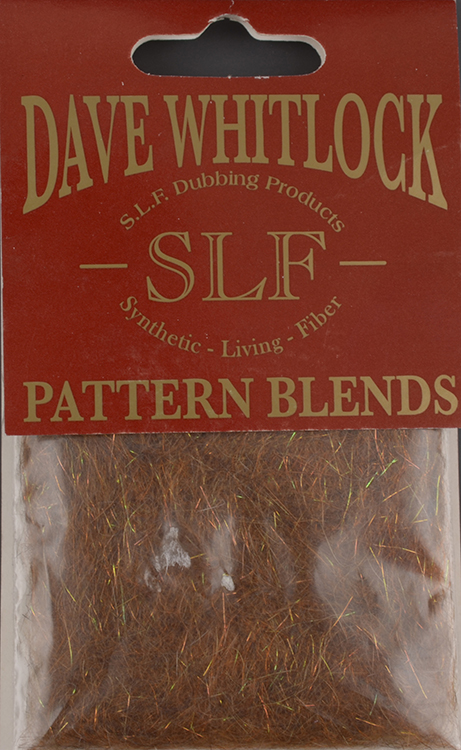 DAVE WHITLOCK
S.L.F. Dubbing Products
— SLF —
Synthetic - Living - Fiber
PATTERN BLENDS